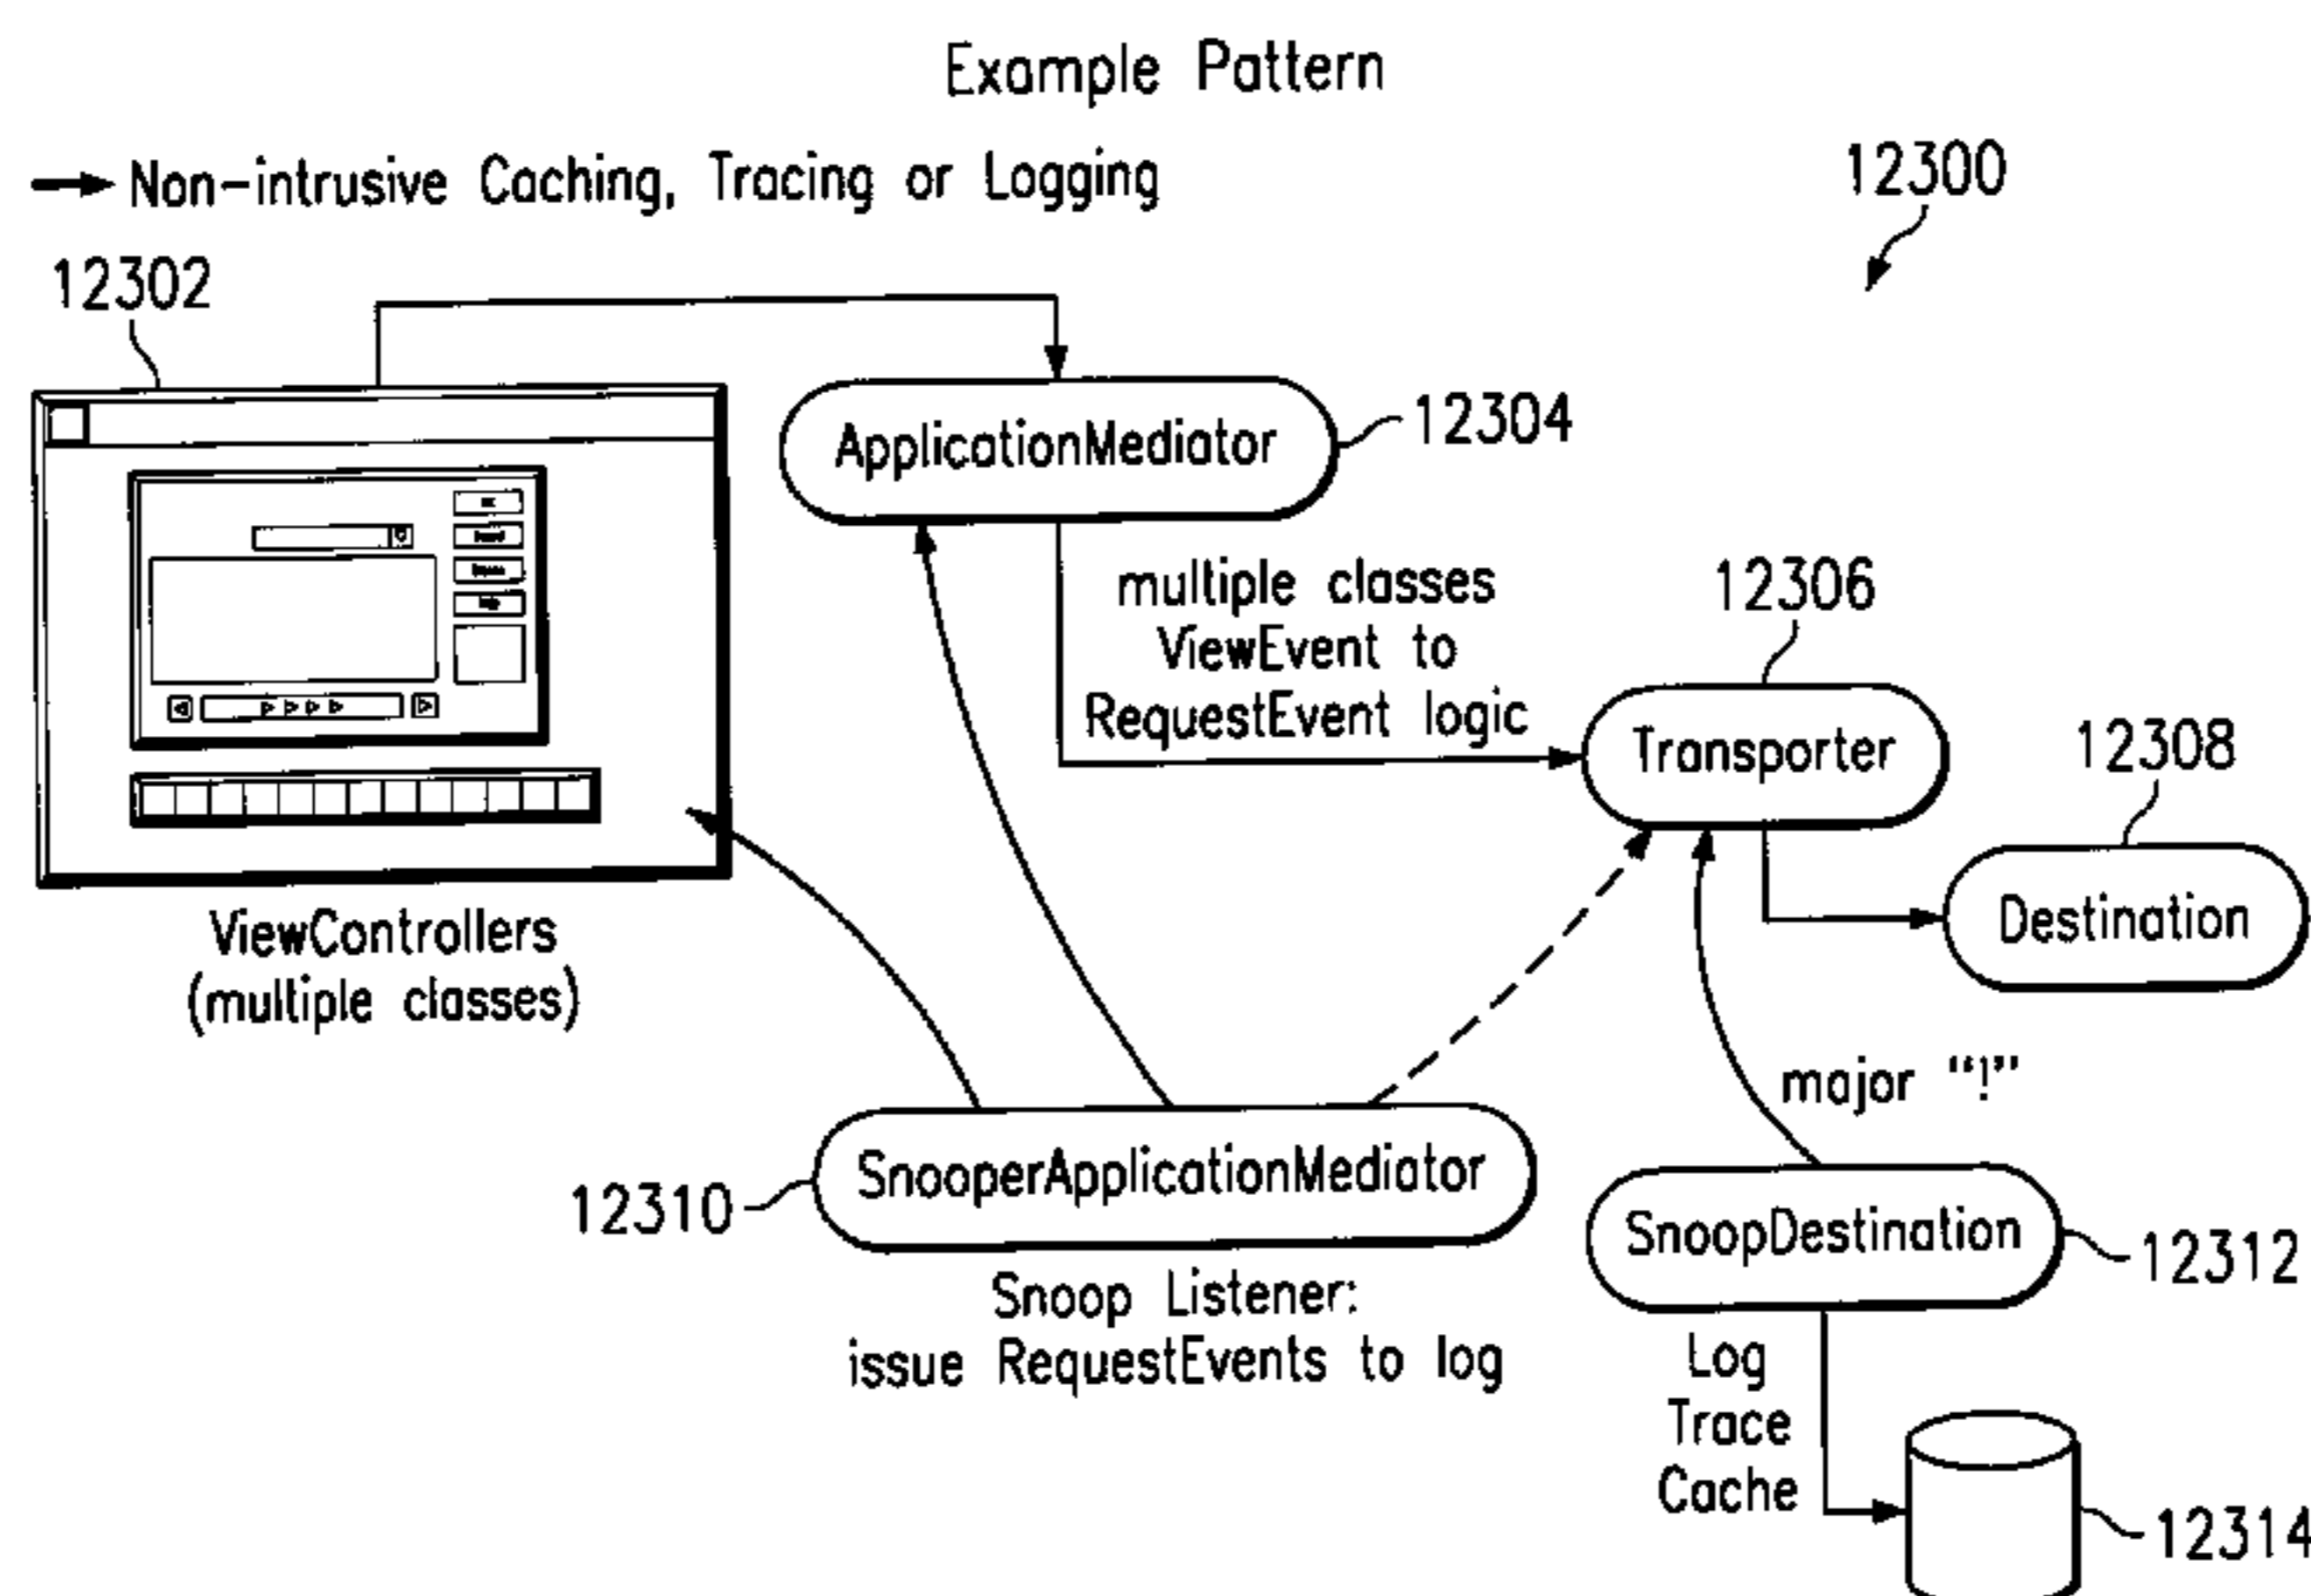 Example Pattern
Non-intrusive Caching, Tracing or Logging
12300
12302
ApplicationMediator
12304
multiple classes
ViewEvent to
RequestEvent logic
12306
Transporter
12308
Destination
ViewControllers
(multiple classes)
major "!"
SnooperApplicationMediator
12310
Snoop Listener:
issue RequestEvents to log
SnoopDestination
12312
Log
Trace
Cache
12314